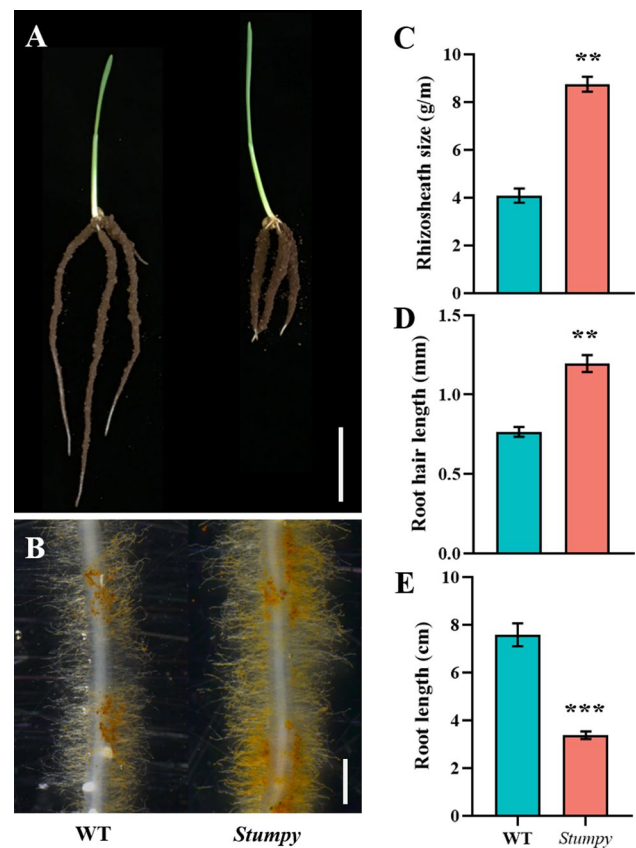 A
B
WT
Stumpy
C
Rhizosheath size (g/m)
10
8
6
4
2
0
**
D
Root hair length (mm)
1.5
1.0
0.5
0.0
**
E
Root length (cm)
10
8
6
4
2
0
***
WT
Stumpy